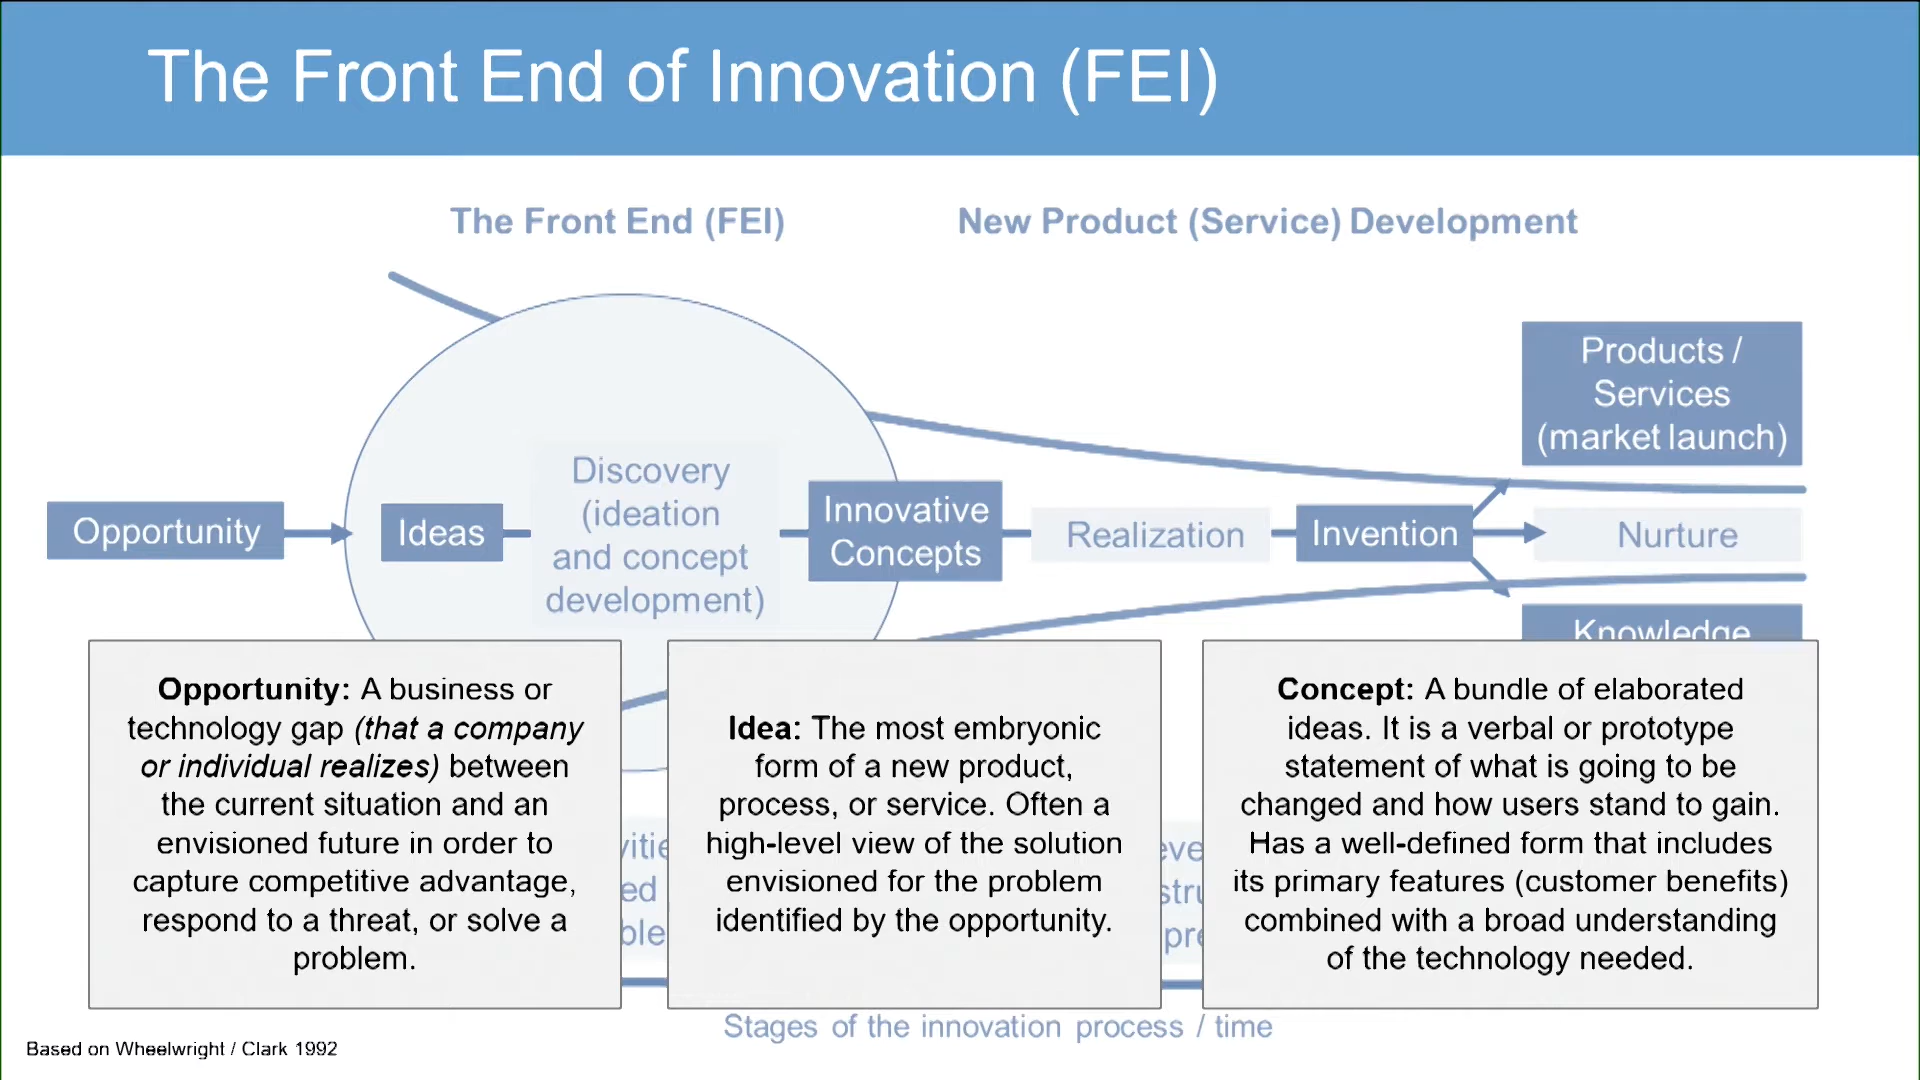 The Front End of Innovation (FEI)
The Front End (FEI)
New Product (Service) Development
Products /
Services
(market launch)
Opportunity
Ideas
Discovery
(ideation
and concept
development)
Innovative
Concepts
Realization
Invention
Nurture
Knowledge
Opportunity: A business or
technology gap (that a company
or individual realizes) between
the current situation and an
envisioned future in order to
capture competitive advantage,
respond to a threat, or solve a
problem.
Idea: The most embryonic
form of a new product,
process, or service. Often a
high-level view of the solution
envisioned for the problem
identified by the opportunity.
Concept: A bundle of elaborated
ideas. It is a verbal or prototype
statement of what is going to be
changed and how users stand to gain.
Has a well-defined form that includes
its primary features (customer benefits)
combined with a broad understanding
of the technology needed.
Stages of the innovation process / time
Based on Wheelwright / Clark 1992